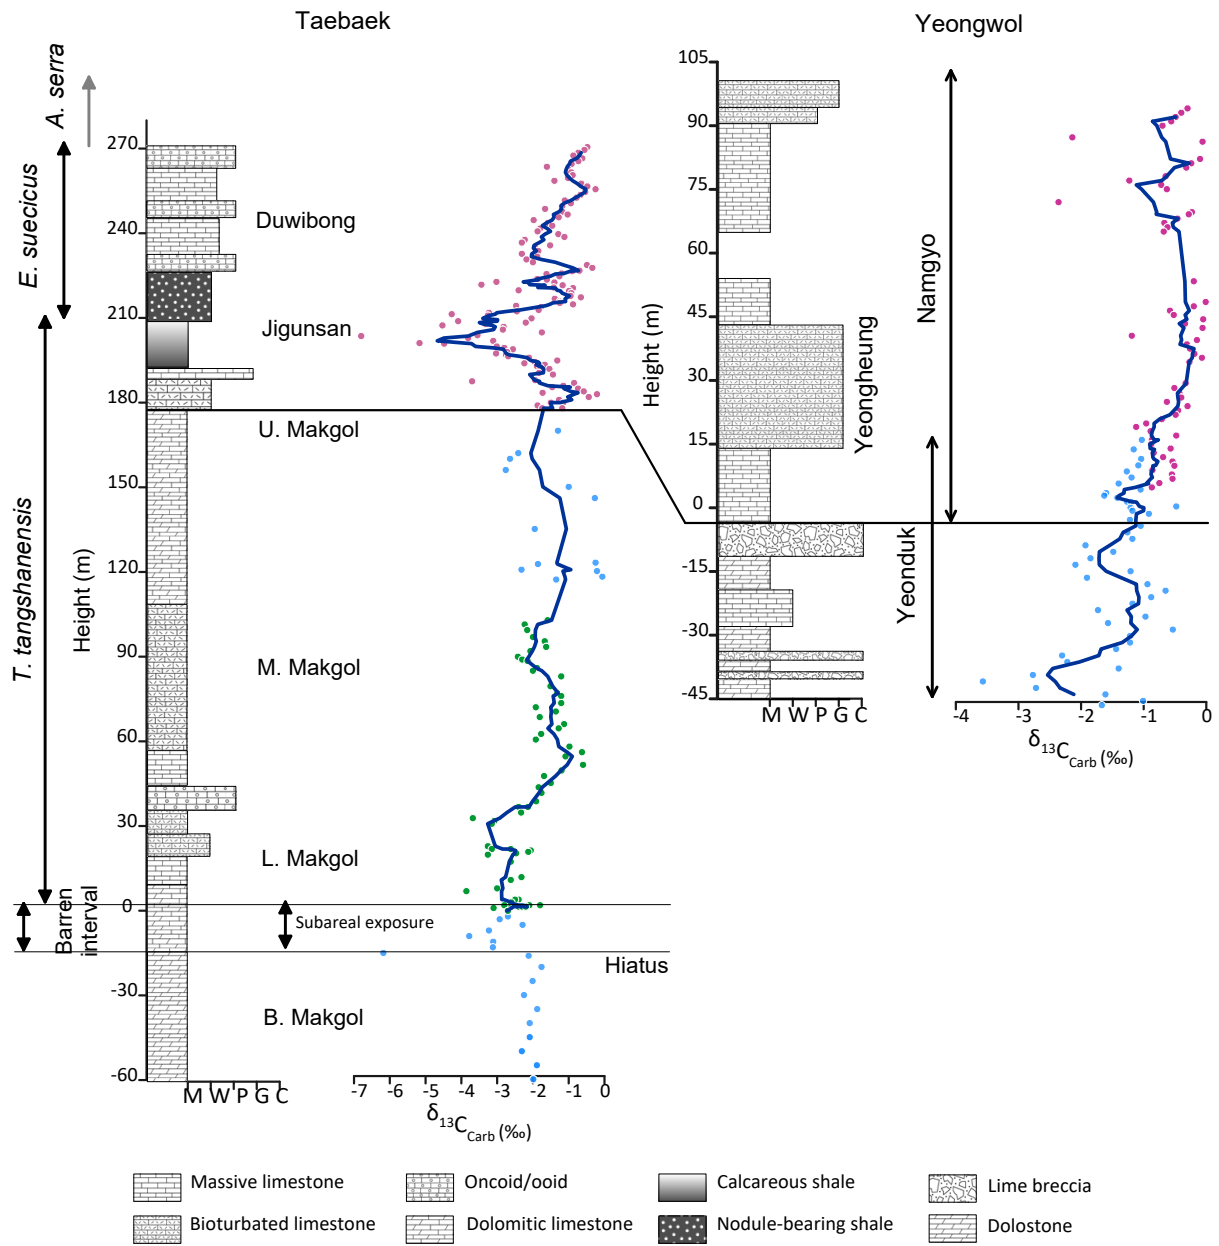 Taebaek
Yeongwol
A. serra
E. suecicus
T. tangshanensis
Barren
interval
Height (m)
270
240
210
180
150
120
90
60
30
0
-30
-60
M W P G C
Duwibong
Jigunsan
U. Makgol
M. Makgol
L. Makgol
Subareal exposure
Hiatus
B. Makgol
-7 -6 -5 -4 -3 -2 -1 0
δ13CCarb (‰)
Height (m)
105
90
75
60
45
30
15
0
-15
-30
-45
M W P G C
Yeongheung
Namgyo
Yeonduk
-4 -3 -2 -1 0
δ13CCarb (‰)
Massive limestone
Oncoid/ooid
Calcareous shale
Lime breccia
Bioturbated limestone
Dolomitic limestone
Nodule-bearing shale
Dolostone